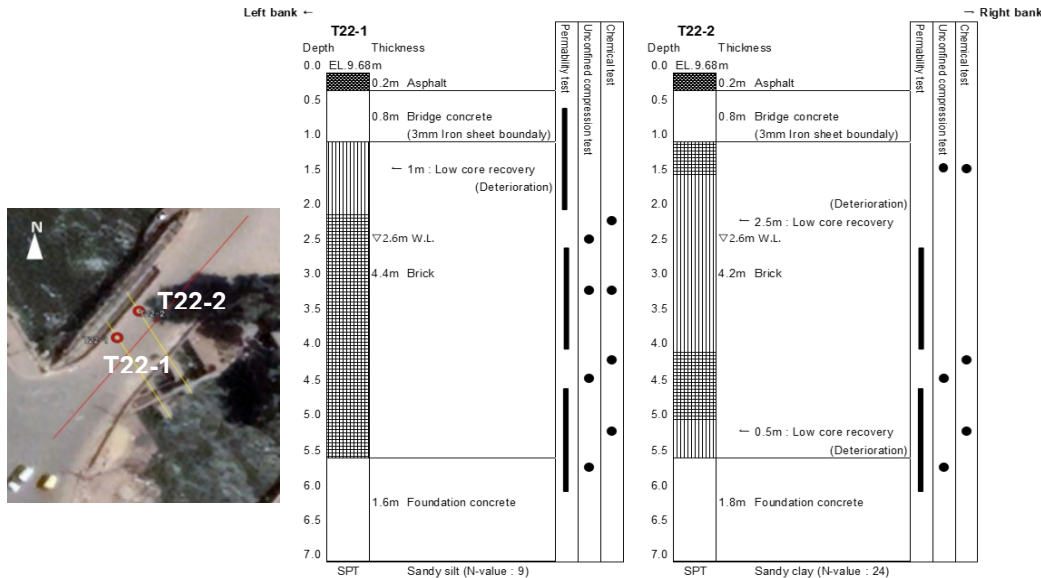 Left bank ←
→ Right bank
T22-1
Depth Thickness
0.0 EL.9.68m
0.2m Asphalt
0.5
0.8m Bridge concrete
1.0 (3mm Iron sheet boundaly)
1.5 ← 1m : Low core recovery
(Deterioration)
2.0
2.5 ▽2.6m W.L.
3.0 4.4m Brick
3.5
4.0
4.5
5.0
5.5
6.0
1.6m Foundation concrete
6.5
7.0
SPT Sandy silt (N-value : 9)
Permability test
Unconfined compression test
Chemical test
T22-2
Depth Thickness
0.0 EL.9.68m
0.2m Asphalt
0.5
0.8m Bridge concrete
1.0 (3mm Iron sheet boundaly)
1.5
2.0 (Deterioration)
← 2.5m : Low core recovery
2.5 ▽2.6m W.L.
3.0 4.2m Brick
3.5
4.0
4.5
5.0
← 0.5m : Low core recovery
5.5 (Deterioration)
6.0
1.8m Foundation concrete
6.5
7.0
SPT Sandy clay (N-value : 24)
Permability test
Unconfined compression test
Chemical test
N
T22-2
T22-1